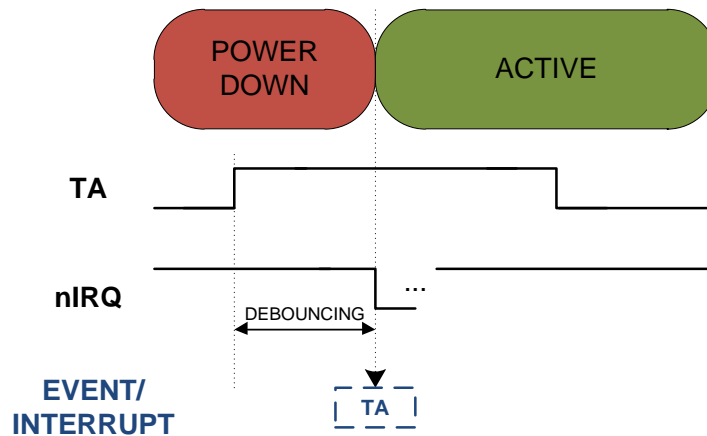 POWER
DOWN
ACTIVE
TA
nIRQ
...
DEBOUNCING
EVENT/
INTERRUPT
TA